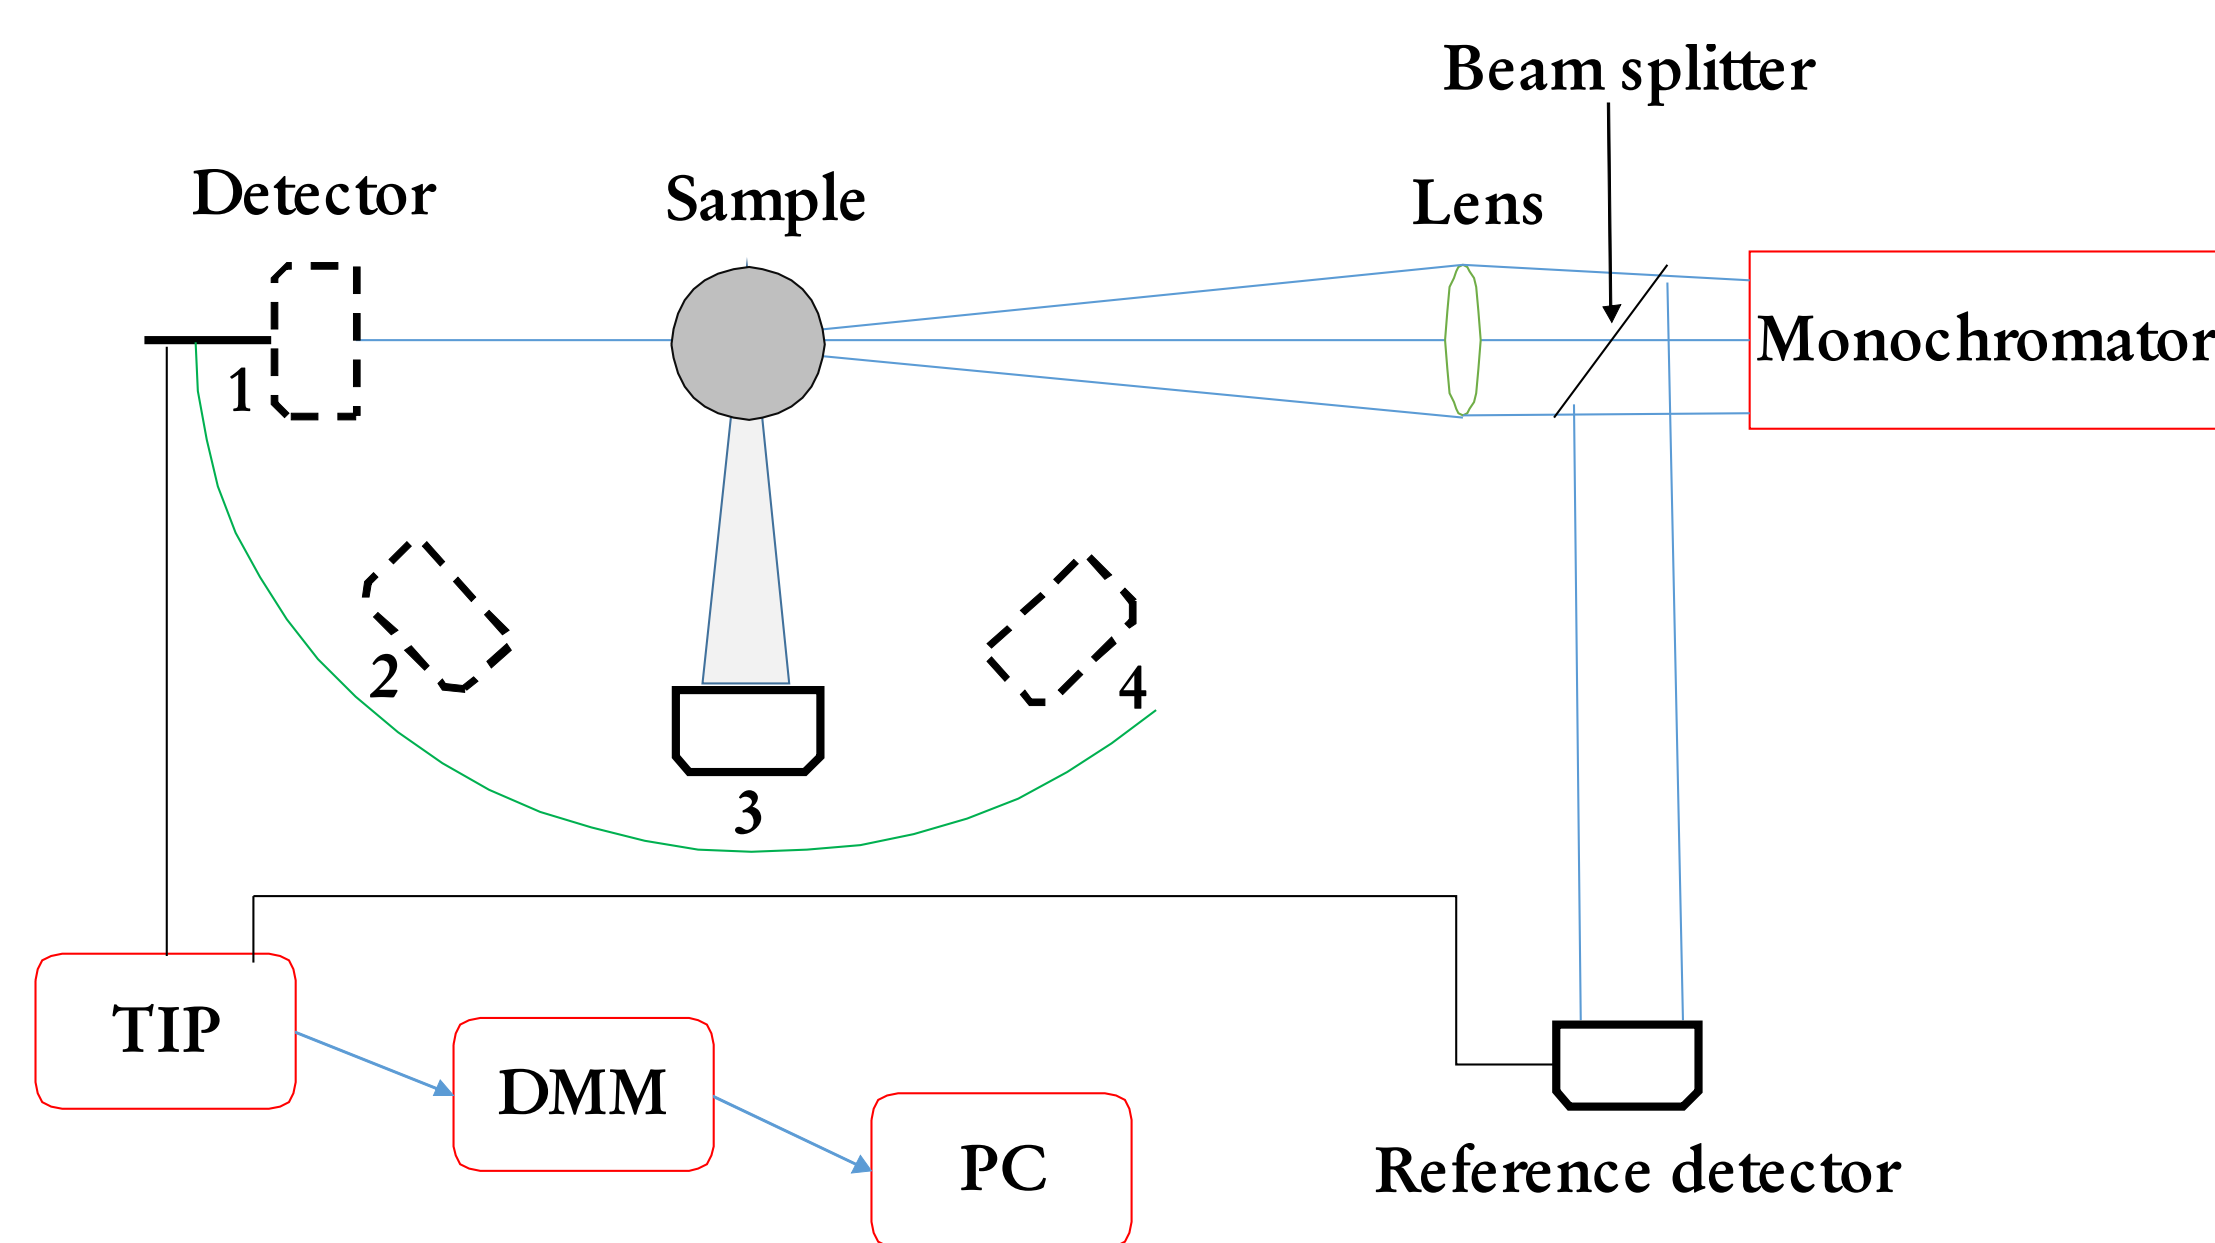 Beam splitter
Detector
Sample
Lens
Monochromator
1
2
4
3
TIP
DMM
PC
Reference detector